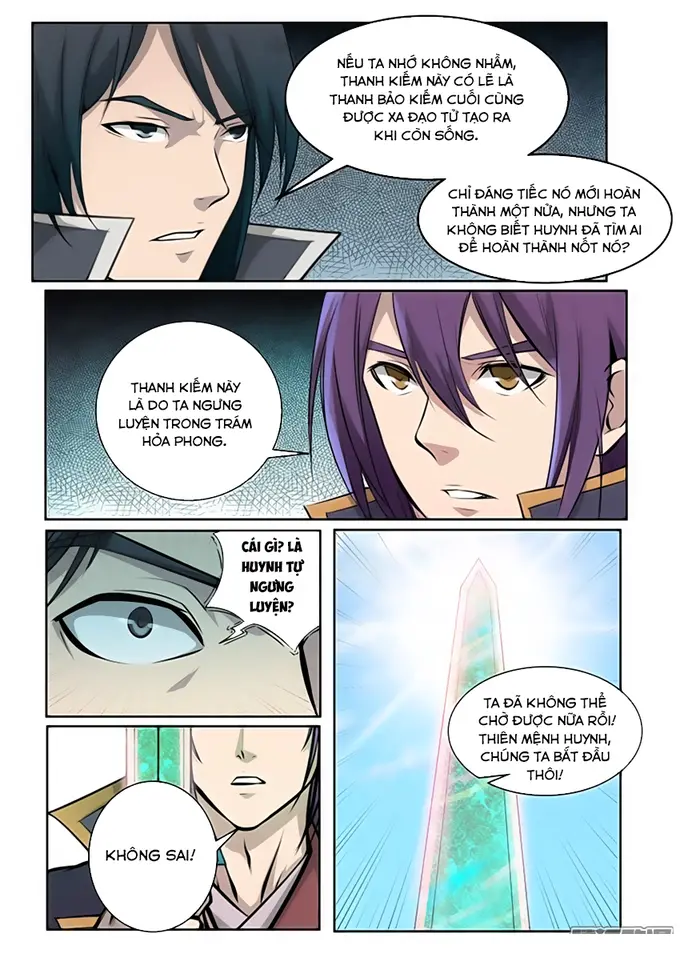 NẾU TA NHỚ KHÔNG NHẦM,
THANH KIẾM NÀY CÓ LẼ LÀ
THANH BẢO KIẾM CUỐI CÙNG
ĐƯỢC XA ĐẠO TỬ TẠO RA
KHI CÒN SỐNG.
CHỈ ĐÁNG TIẾC NÓ MỚI HOÀN
THÀNH MỘT NỬA, NHƯNG TA
KHÔNG BIẾT HUYNH ĐÃ TÌM AI
ĐỂ HOÀN THÀNH NỐT NÓ?
THANH KIẾM NÀY
LÀ DO TA NGƯNG
LUYỆN TRONG TRÁM
HỎA PHONG.
CÁI GÌ? LÀ
HUYNH TỰ
NGƯNG
LUYỆN?
TA ĐÃ KHÔNG THỂ
CHỜ ĐƯỢC NỮA RỒI!
THIÊN MỆNH HUYNH,
CHÚNG TA BẮT ĐẦU
THÔI!
KHÔNG SAI!